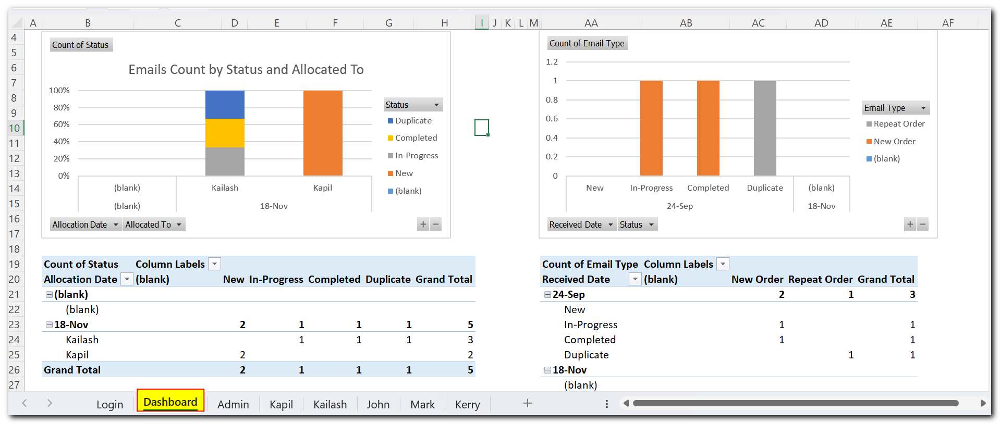 A B C D E F G H I J K L M AA AB AC AD AE AF
4
5
6
7
8
9
10
11
12
13
14
15
16
17
18
19
20
21
22
23
24
25
26
27
Count of Status
Emails Count by Status and Allocated To
100%
80%
60%
40%
20%
0%
(blank) Kailash Kapil
(blank) 18-Nov
Status
Duplicate
Completed
In-Progress
New
(blank)
Allocation Date Allocated To + −
Count of Email Type
1.2
1
0.8
0.6
0.4
0.2
0
New In-Progress Completed Duplicate (blank)
24-Sep 18-Nov
Email Type
Repeat Order
New Order
(blank)
Received Date Status + −
Count of Status Column Labels
Allocation Date (blank) New In-Progress Completed Duplicate Grand Total
(blank)
(blank)
18-Nov 2 1 1 1 5
Kailash 1 1 1 3
Kapil 2 2
Grand Total 2 1 1 1 5
Count of Email Type Column Labels
Received Date (blank) New Order Repeat Order Grand Total
24-Sep 2 1 3
New
In-Progress 1 1
Completed 1 1
Duplicate 1 1
18-Nov
(blank)
Login Dashboard Admin Kapil Kailash John Mark Kerry +